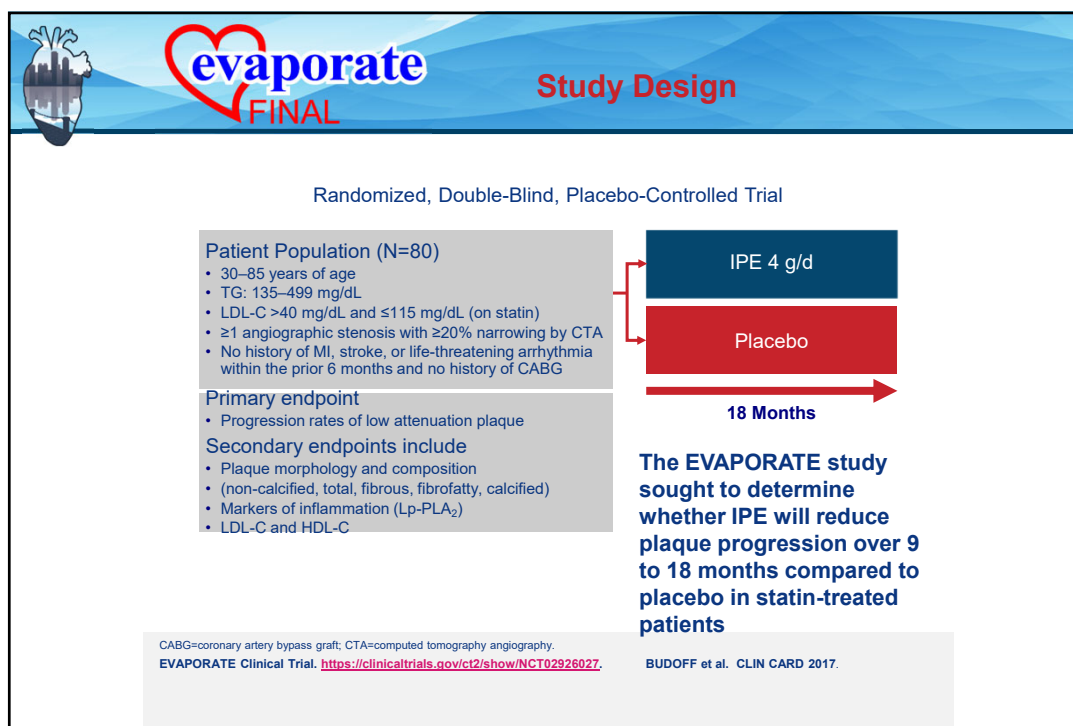 evaporate
FINAL
Study Design
Randomized, Double-Blind, Placebo-Controlled Trial
Patient Population (N=80)
• 30–85 years of age
• TG: 135–499 mg/dL
• LDL-C >40 mg/dL and ≤115 mg/dL (on statin)
• ≥1 angiographic stenosis with ≥20% narrowing by CTA
• No history of MI, stroke, or life-threatening arrhythmia
within the prior 6 months and no history of CABG
Primary endpoint
• Progression rates of low attenuation plaque
Secondary endpoints include
• Plaque morphology and composition
• (non-calcified, total, fibrous, fibrofatty, calcified)
• Markers of inflammation (Lp-PLA₂)
• LDL-C and HDL-C
IPE 4 g/d
Placebo
18 Months
The EVAPORATE study
sought to determine
whether IPE will reduce
plaque progression over 9
to 18 months compared to
placebo in statin-treated
patients
CABG=coronary artery bypass graft; CTA=computed tomography angiography.
EVAPORATE Clinical Trial. https://clinicaltrials.gov/ct2/show/NCT02926027. BUDOFF et al. CLIN CARD 2017.